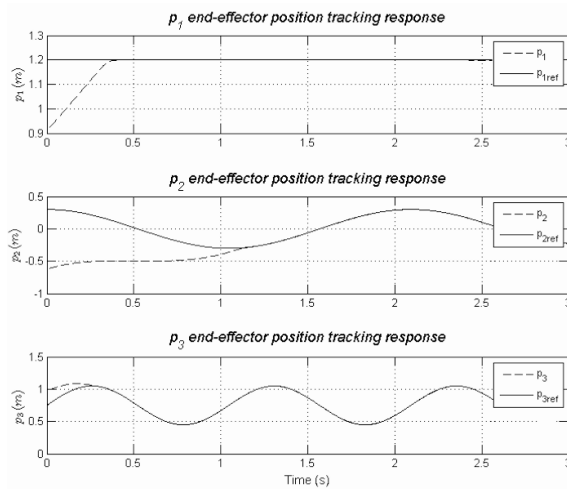 p1 end-effector position tracking response
1.3
1.2
1.1
1
0.9
p1 (m)
0 0.5 1 1.5 2 2.5 3
p1
p1ref
p2 end-effector position tracking response
0.5
0
-0.5
-1
p2 (m)
0 0.5 1 1.5 2 2.5 3
p2
p2ref
p3 end-effector position tracking response
1.5
1
0.5
0
p3 (m)
0 0.5 1 1.5 2 2.5 3
p3
p3ref
Time (s)